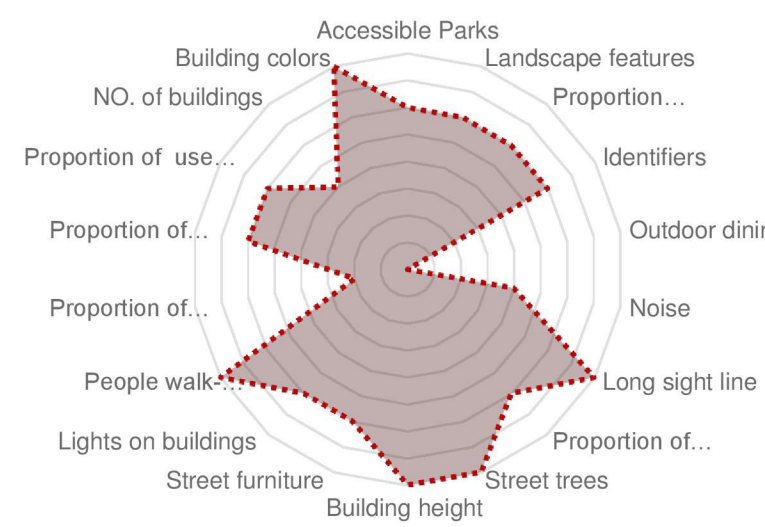 Accessible Parks
Building colors
Landscape features
NO. of buildings
Proportion…
Proportion of use…
Identifiers
Proportion of…
Outdoor dinin
Proportion of…
Noise
People walk-…
Long sight line
Lights on buildings
Proportion of…
Street furniture
Street trees
Building height